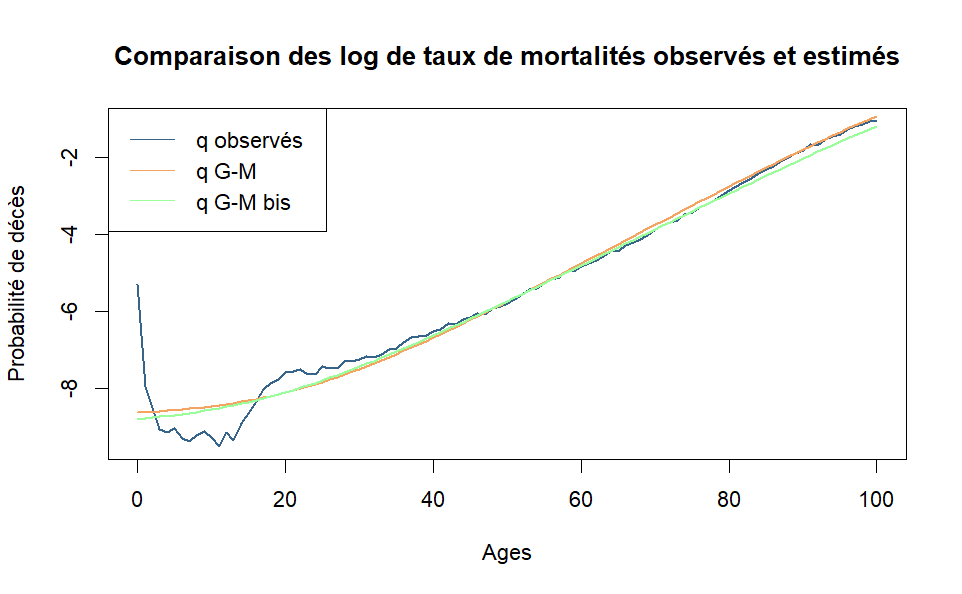 Comparaison des log de taux de mortalités observés et estimés
q observés
q G-M
q G-M bis
Probabilité de décès
-2
-4
-6
-8
0 20 40 60 80 100
Ages